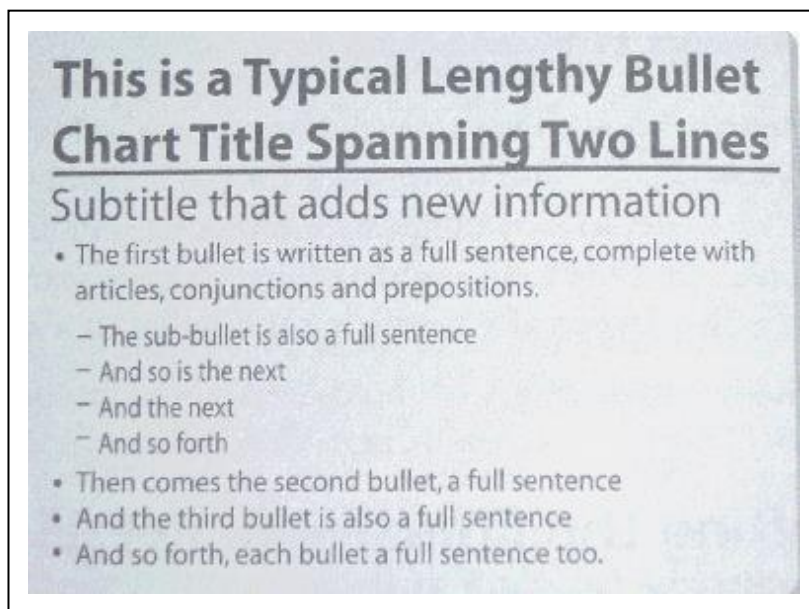 This is a Typical Lengthy Bullet
Chart Title Spanning Two Lines
Subtitle that adds new information
• The first bullet is written as a full sentence, complete with
articles, conjunctions and prepositions.
– The sub-bullet is also a full sentence
– And so is the next
– And the next
– And so forth
• Then comes the second bullet, a full sentence
• And the third bullet is also a full sentence
• And so forth, each bullet a full sentence too.